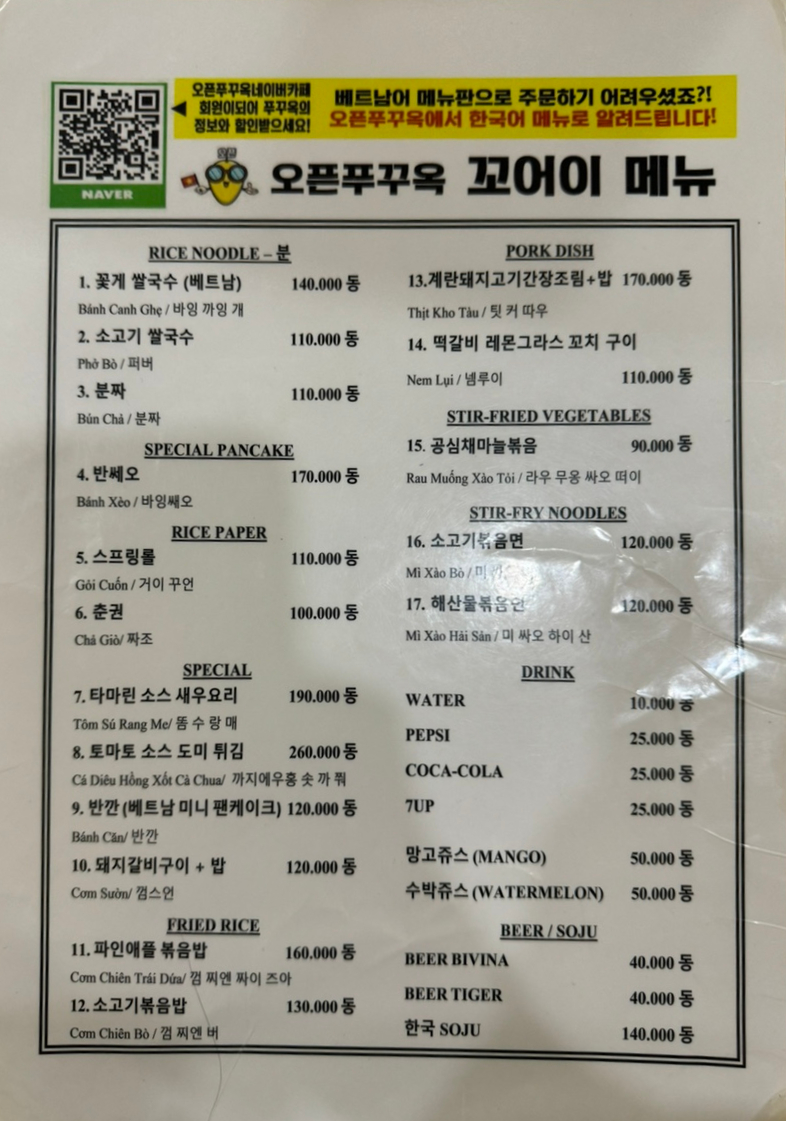 오픈푸꾸옥네이버카페
회원이되어 푸꾸옥의
정보와 할인받으세요!
베트남어 메뉴판으로 주문하기 어려우셨죠?!
오픈푸꾸옥에서 한국어 메뉴로 알려드립니다!
NAVER
오픈푸꾸옥 꼬어이 메뉴
RICE NOODLE – 분
1. 꽃게 쌀국수 (베트남) 140.000 동
Bánh Canh Ghẹ / 바잉 까잉 개
2. 소고기 쌀국수 110.000 동
Phở Bò / 퍼버
3. 분짜 110.000 동
Bún Chả / 분짜
SPECIAL PANCAKE
4. 반쎄오 170.000 동
Bánh Xèo / 바잉쌔오
RICE PAPER
5. 스프링롤 110.000 동
Gỏi Cuốn / 거이 꾸언
6. 춘권 100.000 동
Chả Giò/ 짜조
SPECIAL
7. 타마린 소스 새우요리 190.000 동
Tôm Sú Rang Me/ 똠 수 랑 매
8. 토마토 소스 도미 튀김 260.000 동
Cá Diêu Hồng Xốt Cà Chua/ 까지에우홍 솟 까 쭤
9. 반깐 (베트남 미니 팬케이크) 120.000 동
Bánh Căn/ 반깐
10. 돼지갈비구이 + 밥 120.000 동
Cơm Sườn/ 껌스언
FRIED RICE
11. 파인애플 볶음밥 160.000 동
Cơm Chiên Trái Dứa/ 껌 찌엔 짜이 즈아
12. 소고기볶음밥 130.000 동
Cơm Chiên Bò / 껌 찌엔 버
PORK DISH
13.계란돼지고기간장조림+밥 170.000 동
Thịt Kho Tàu / 팃 커 따우
14. 떡갈비 레몬그라스 꼬치 구이
Nem Lụi / 넴루이 110.000 동
STIR-FRIED VEGETABLES
15. 공심채마늘볶음 90.000 동
Rau Muống Xào Tỏi / 라우 무옹 싸오 떠이
STIR-FRY NOODLES
16. 소고기볶음면 120.000 동
Mì Xào Bò / 미
17. 해산물볶음면 120.000 동
Mì Xào Hải Sản / 미 싸오 하이 산
DRINK
WATER 10.000 동
PEPSI 25.000 동
COCA-COLA 25.000 동
7UP 25.000 동
망고쥬스 (MANGO) 50.000 동
수박쥬스 (WATERMELON) 50.000 동
BEER / SOJU
BEER BIVINA 40.000 동
BEER TIGER 40.000 동
한국 SOJU 140.000 동